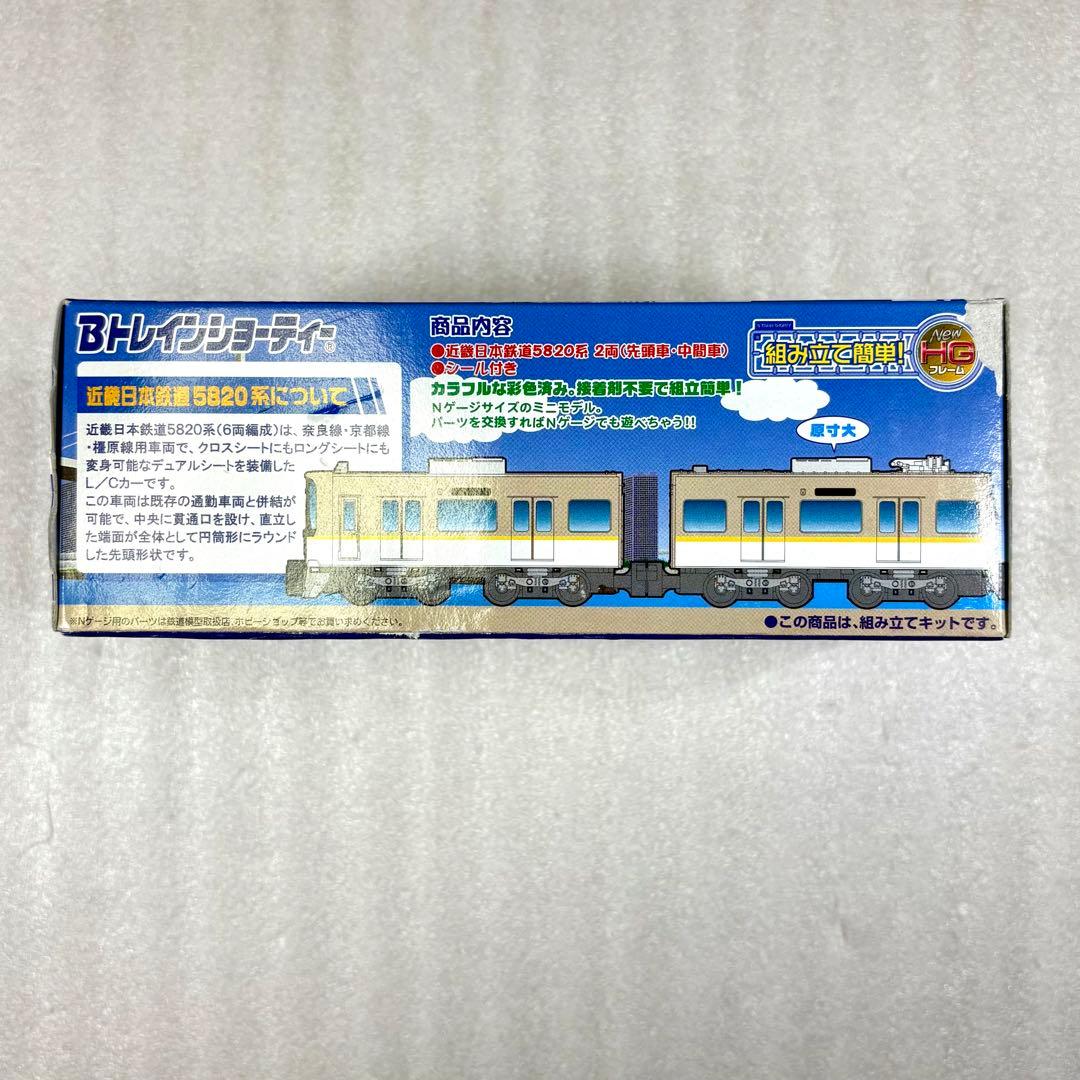 Bトレインショーティー®
近畿日本鉄道5820系について
近畿日本鉄道5820系(6両編成)は、奈良線・京都線
・橿原線用車両で、クロスシートにもロングシートにも
変身可能なデュアルシートを装備した
L/Cカーです。
この車両は既存の通勤車両と併結が
可能で、中央に貫通口を設け、直立し
た端面が全体として円筒形にラウンド
した先頭形状です。
商品内容
●近畿日本鉄道5820系 2両(先頭車・中間車)
●シール付き
カラフルな彩色済み。接着剤不要で組立簡単!
Nゲージサイズのミニモデル。
パーツを交換すればNゲージでも遊べちゃう!!
組み立て簡単!
New
HG
フレーム
原寸大
※Nゲージ用のパーツは鉄道模型取扱店、ホビーショップ等でお買い求めください。
●この商品は、組み立てキットです。